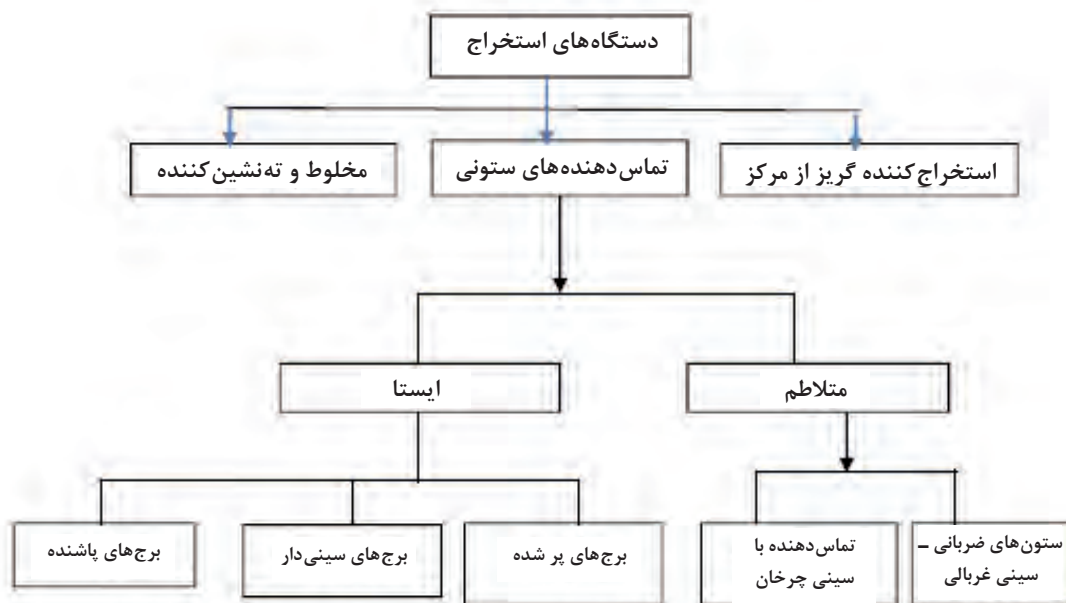 دستگاه‌های استخراج
استخراج‌کننده گریز از مرکز
تماس‌دهنده‌های ستونی
مخلوط و ته‌نشین‌کننده
متلاطم
ایستا
ستون‌های ضربانی –
سینی غربالی
تماس‌دهنده با
سینی چرخان
برج‌های پر شده
برج‌های سینی‌دار
برج‌های پاشنده